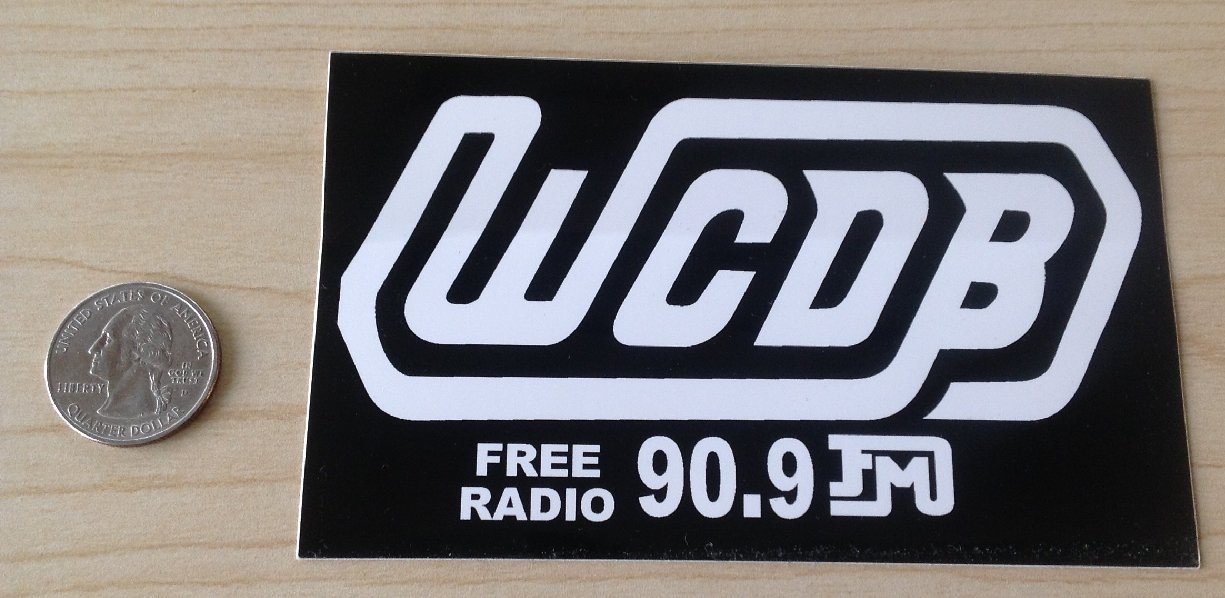 UNITED STATES OF AMERICA
LIBERTY
IN
GOD WE
TRUST
QUARTER DOLLAR
WCDB
FREE
RADIO
90.9 FM